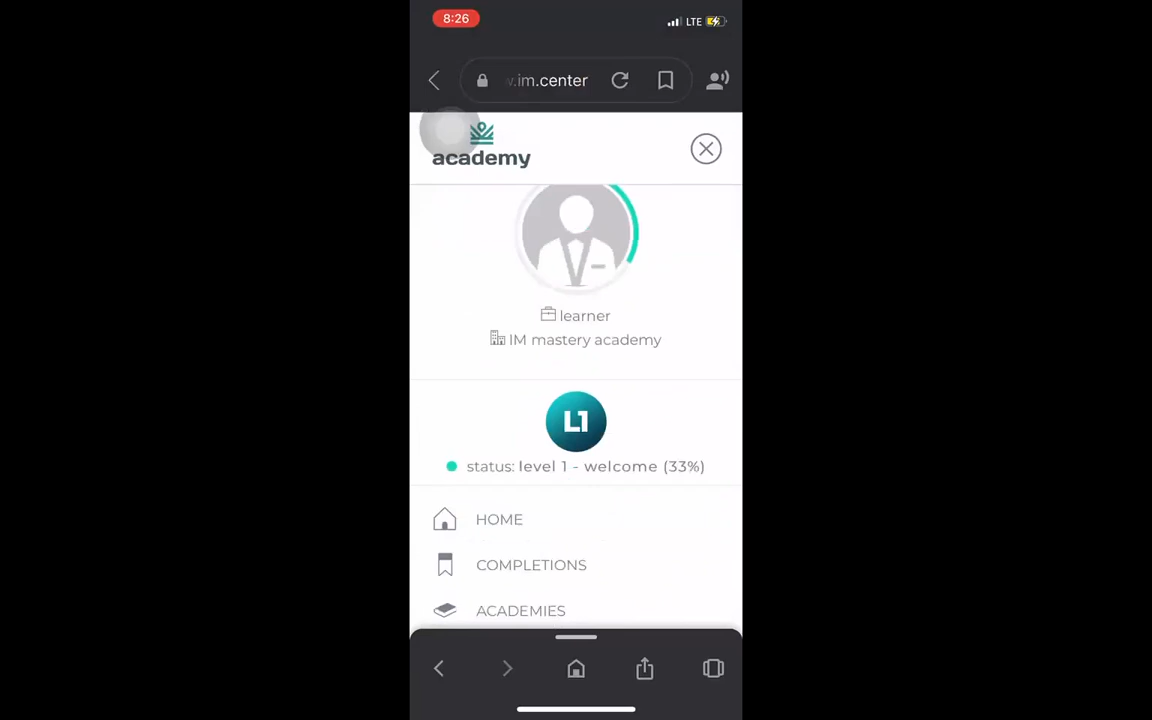 8:26
LTE
w.im.center
academy
learner
IM mastery academy
L1
status: level 1 - welcome (33%)
HOME
COMPLETIONS
ACADEMIES